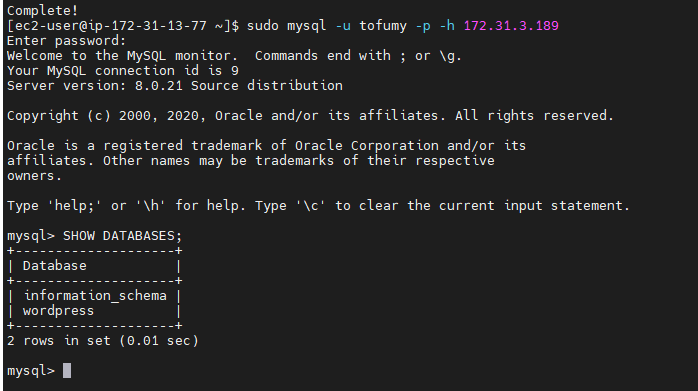 Complete!
[ec2-user@ip-172-31-13-77 ~]$ sudo mysql -u tofumy -p -h 172.31.3.189
Enter password:
Welcome to the MySQL monitor.  Commands end with ; or \g.
Your MySQL connection id is 9
Server version: 8.0.21 Source distribution
Copyright (c) 2000, 2020, Oracle and/or its affiliates. All rights reserved.
Oracle is a registered trademark of Oracle Corporation and/or its
affiliates. Other names may be trademarks of their respective
owners.
Type 'help;' or '\h' for help. Type '\c' to clear the current input statement.
mysql> SHOW DATABASES;
+--------------------+
| Database           |
+--------------------+
| information_schema |
| wordpress          |
+--------------------+
2 rows in set (0.01 sec)
mysql>